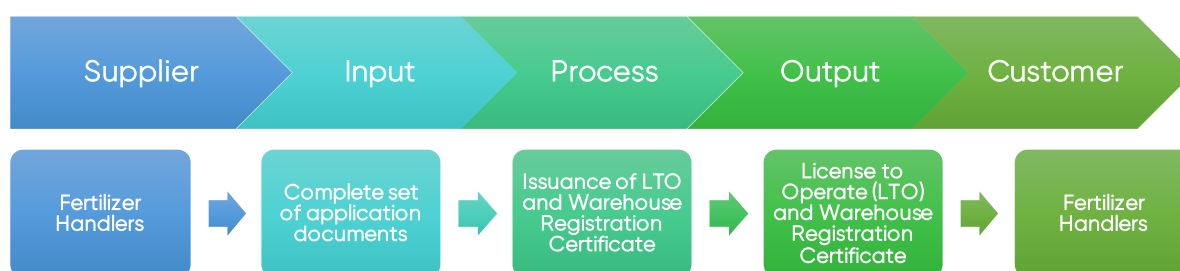 Supplier
Input
Process
Output
Customer
Fertilizer
Handlers
Complete set
of application
documents
Issuance of LTO
and Warehouse
Registration
Certificate
License to
Operate (LTO)
and Warehouse
Registration
Certificate
Fertilizer
Handlers